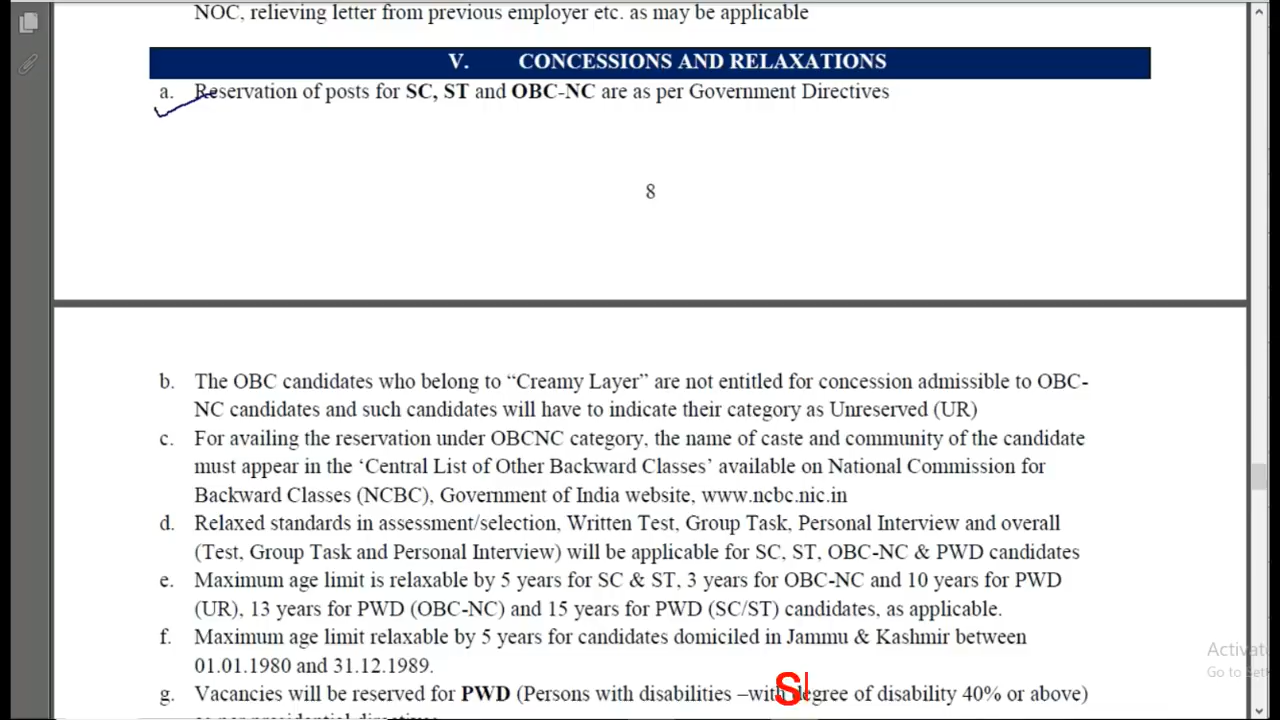 NOC, relieving letter from previous employer etc. as may be applicable
V. CONCESSIONS AND RELAXATIONS
a. Reservation of posts for SC, ST and OBC-NC are as per Government Directives
8
b. The OBC candidates who belong to “Creamy Layer” are not entitled for concession admissible to OBC-
NC candidates and such candidates will have to indicate their category as Unreserved (UR)
c. For availing the reservation under OBCNC category, the name of caste and community of the candidate
must appear in the ‘Central List of Other Backward Classes’ available on National Commission for
Backward Classes (NCBC), Government of India website, www.ncbc.nic.in
d. Relaxed standards in assessment/selection, Written Test, Group Task, Personal Interview and overall
(Test, Group Task and Personal Interview) will be applicable for SC, ST, OBC-NC & PWD candidates
e. Maximum age limit is relaxable by 5 years for SC & ST, 3 years for OBC-NC and 10 years for PWD
(UR), 13 years for PWD (OBC-NC) and 15 years for PWD (SC/ST) candidates, as applicable.
f. Maximum age limit relaxable by 5 years for candidates domiciled in Jammu & Kashmir between
01.01.1980 and 31.12.1989.
g. Vacancies will be reserved for PWD (Persons with disabilities –with degree of disability 40% or above)
as per presidential directives
S
Activate
Go to Sett